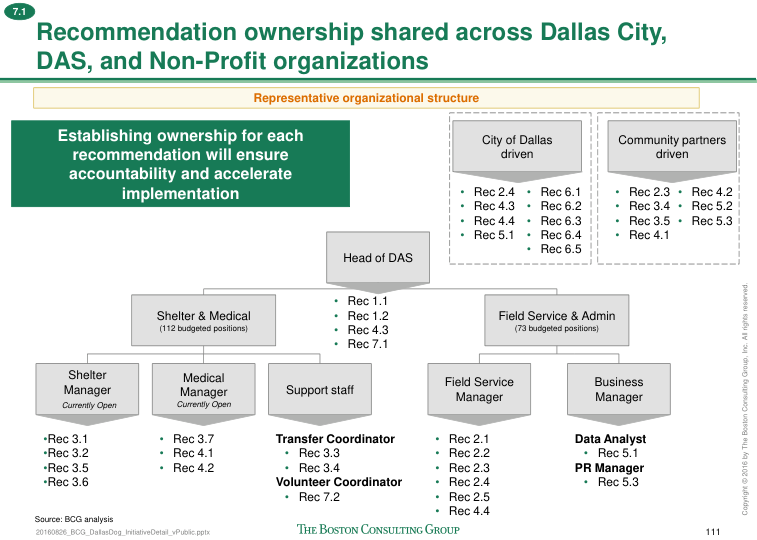 7.1
Recommendation ownership shared across Dallas City,
DAS, and Non-Profit organizations
Representative organizational structure
Establishing ownership for each
recommendation will ensure
accountability and accelerate
implementation
City of Dallas
driven
• Rec 2.4
• Rec 4.3
• Rec 4.4
• Rec 5.1
• Rec 6.1
• Rec 6.2
• Rec 6.3
• Rec 6.4
• Rec 6.5
Community partners
driven
• Rec 2.3
• Rec 3.4
• Rec 3.5
• Rec 4.1
• Rec 4.2
• Rec 5.2
• Rec 5.3
Head of DAS
• Rec 1.1
• Rec 1.2
• Rec 4.3
• Rec 7.1
Shelter & Medical
(112 budgeted positions)
Field Service & Admin
(73 budgeted positions)
Shelter
Manager
Currently Open
•Rec 3.1
•Rec 3.2
•Rec 3.5
•Rec 3.6
Medical
Manager
Currently Open
• Rec 3.7
• Rec 4.1
• Rec 4.2
Support staff
Transfer Coordinator
• Rec 3.3
• Rec 3.4
Volunteer Coordinator
• Rec 7.2
Field Service
Manager
• Rec 2.1
• Rec 2.2
• Rec 2.3
• Rec 2.4
• Rec 2.5
• Rec 4.4
Business
Manager
Data Analyst
• Rec 5.1
PR Manager
• Rec 5.3
Source: BCG analysis
20160826_BCG_DallasDog_InitiativeDetail_vPublic.pptx
THE BOSTON CONSULTING GROUP
111
Copyright © 2016 by The Boston Consulting Group, Inc. All rights reserved.